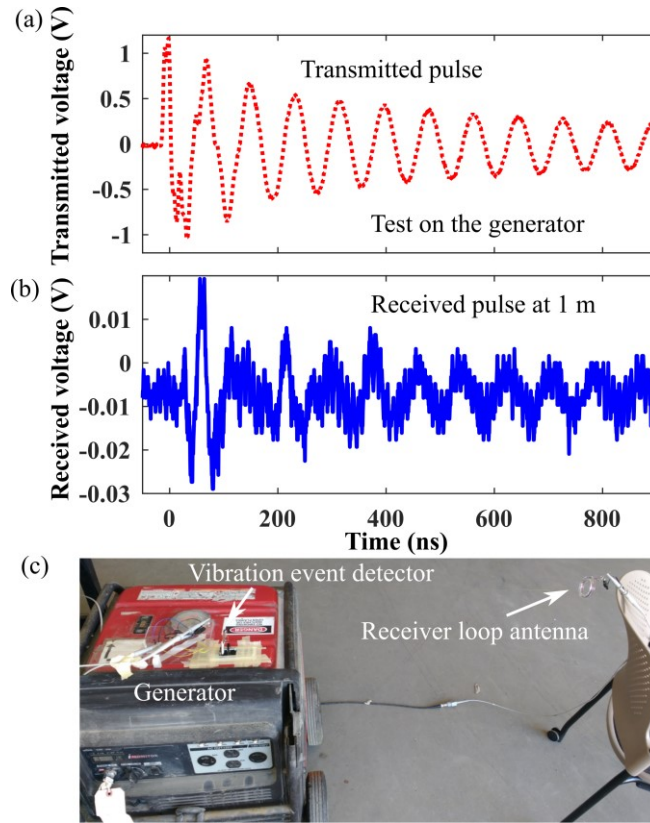 (a)
Transmitted voltage (V)
1
0.5
0
-0.5
-1
Transmitted pulse
Test on the generator
(b)
Received voltage (V)
0.01
0
-0.01
-0.02
-0.03
Received pulse at 1 m
0
200
400
600
800
Time (ns)
(c)
Vibration event detector
Receiver loop antenna
Generator
DANGER